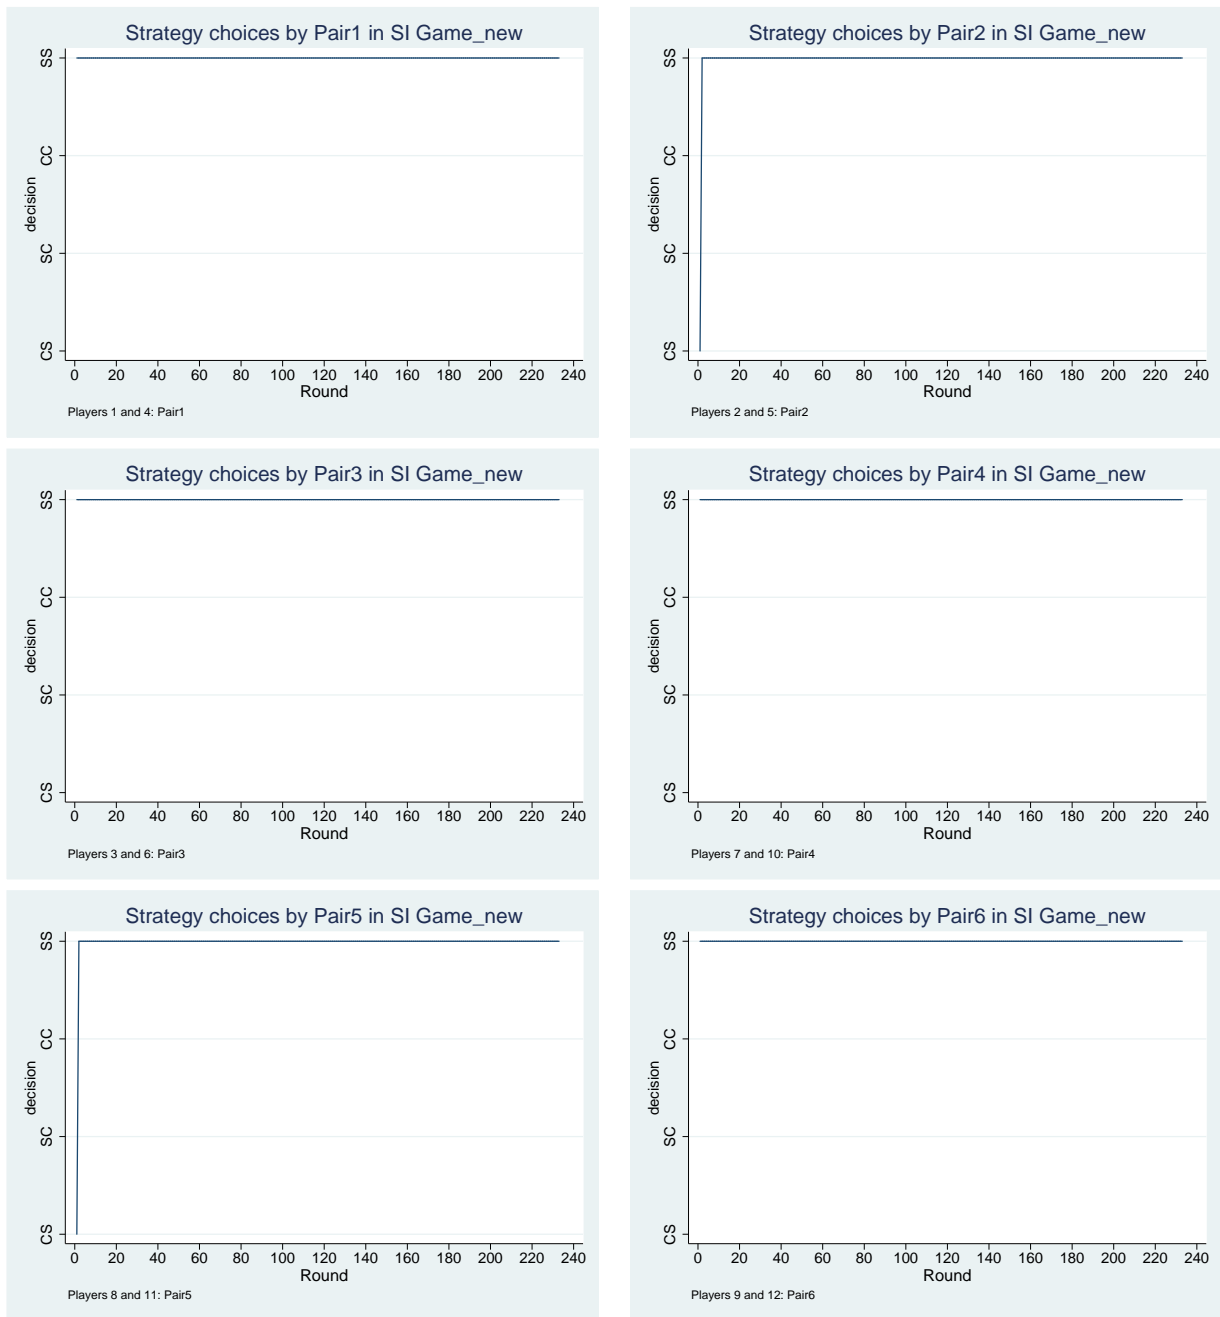 Strategy choices by Pair1 in SI Game_new
SS
CC
SC
CS
decision
0 20 40 60 80 100 120 140 160 180 200 220 240
Round
Players 1 and 4: Pair1
Strategy choices by Pair2 in SI Game_new
SS
CC
SC
CS
decision
0 20 40 60 80 100 120 140 160 180 200 220 240
Round
Players 2 and 5: Pair2
Strategy choices by Pair3 in SI Game_new
SS
CC
SC
CS
decision
0 20 40 60 80 100 120 140 160 180 200 220 240
Round
Players 3 and 6: Pair3
Strategy choices by Pair4 in SI Game_new
SS
CC
SC
CS
decision
0 20 40 60 80 100 120 140 160 180 200 220 240
Round
Players 7 and 10: Pair4
Strategy choices by Pair5 in SI Game_new
SS
CC
SC
CS
decision
0 20 40 60 80 100 120 140 160 180 200 220 240
Round
Players 8 and 11: Pair5
Strategy choices by Pair6 in SI Game_new
SS
CC
SC
CS
decision
0 20 40 60 80 100 120 140 160 180 200 220 240
Round
Players 9 and 12: Pair6